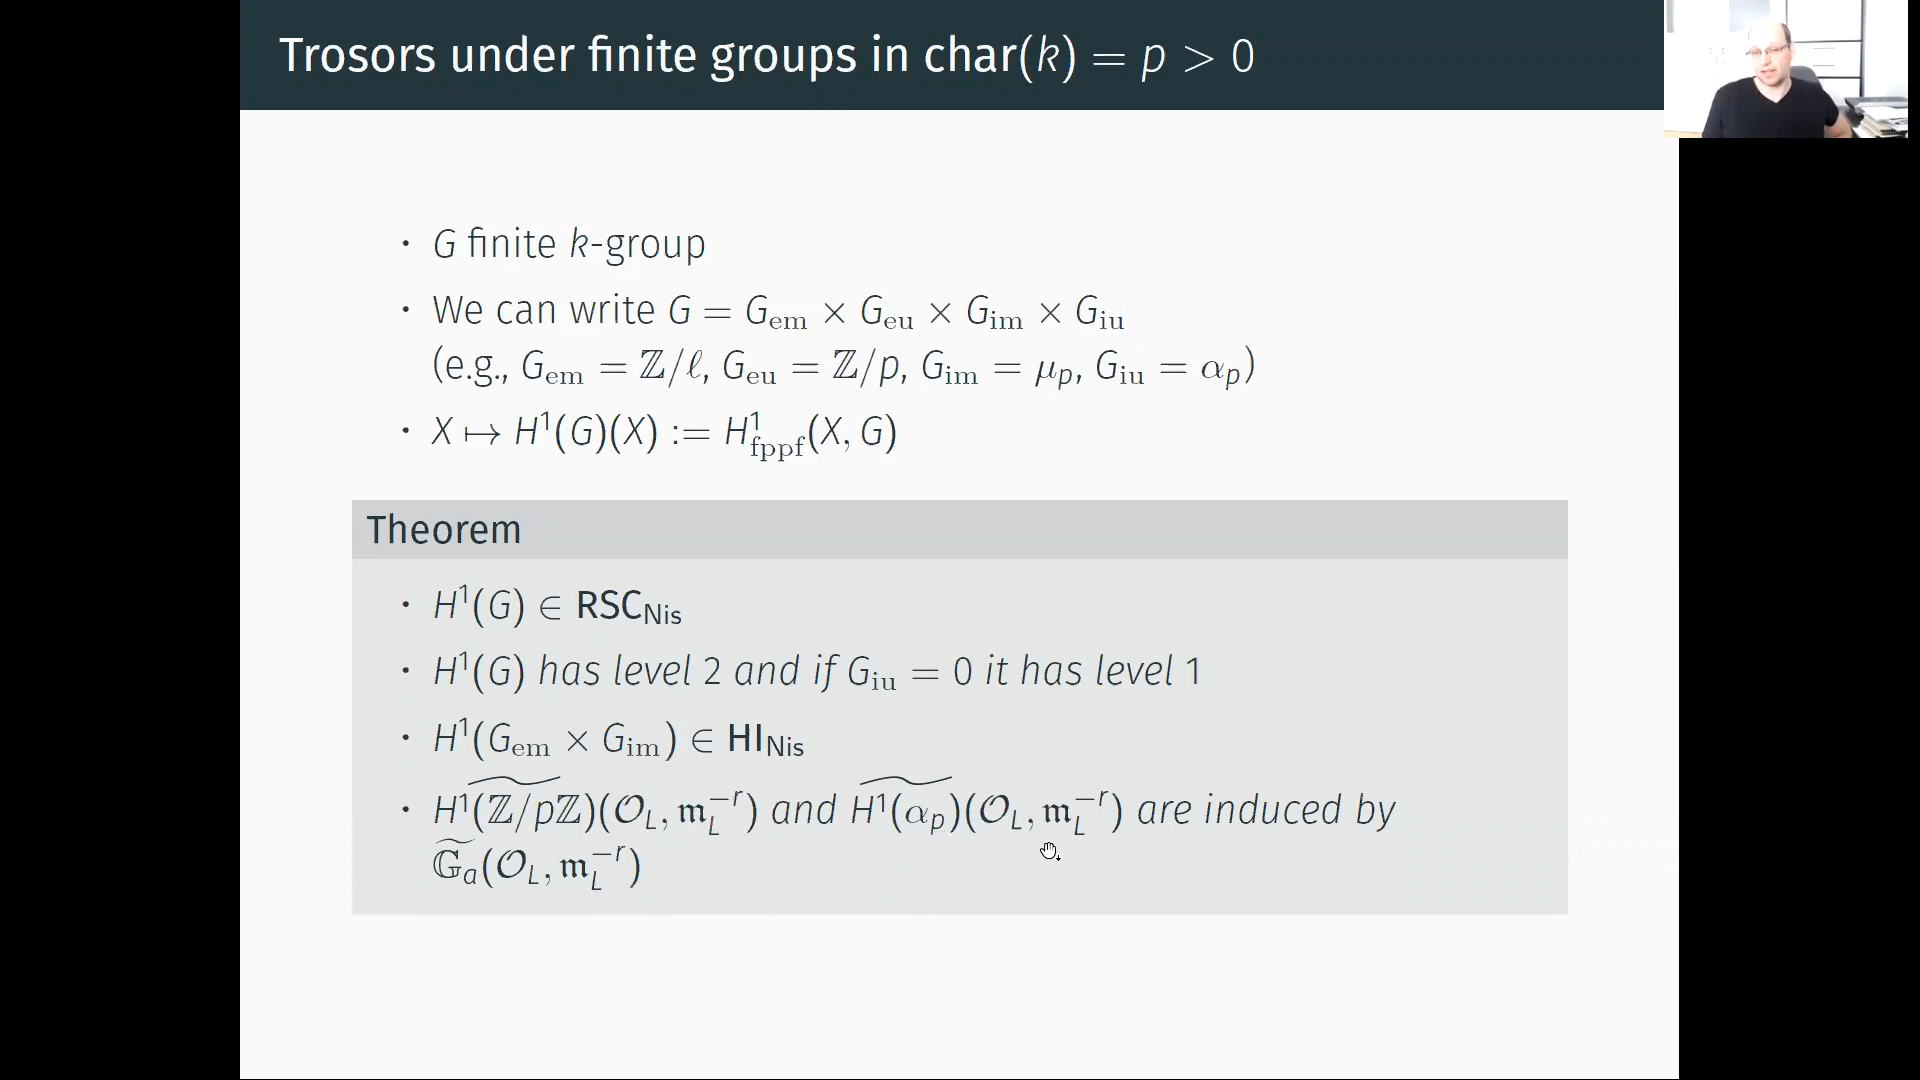 Trosors under finite groups in char(k) = p > 0
• G finite k-group
• We can write G = G_em × G_eu × G_im × G_iu
(e.g., G_em = ℤ/ℓ, G_eu = ℤ/p, G_im = μ_p, G_iu = α_p)
• X ↦ H¹(G)(X) := H¹_fppf(X, G)
Theorem
• H¹(G) ∈ RSC_Nis
• H¹(G) has level 2 and if G_iu = 0 it has level 1
• H¹(G_em × G_im) ∈ HI_Nis
• \widetilde{H¹(ℤ/pℤ)}(𝒪_L, 𝔪_L^{-r}) and \widetilde{H¹(α_p)}(𝒪_L, 𝔪_L^{-r}) are induced by
\widetilde{𝔾_a}(𝒪_L, 𝔪_L^{-r})